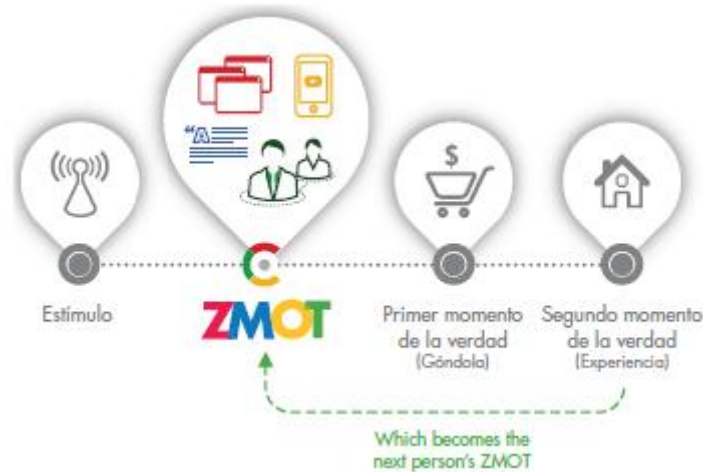 “A
$
Estímulo
ZMOT
Primer momento
de la verdad
(Góndola)
Segundo momento
de la verdad
(Experiencia)
Which becomes the
next person's ZMOT